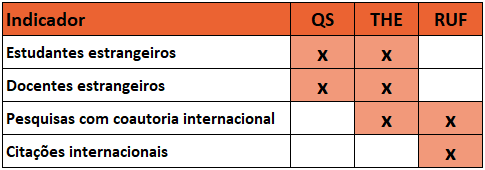 Indicador QS THE RUF
Estudantes estrangeiros x x
Docentes estrangeiros x x
Pesquisas com coautoria internacional x x
Citações internacionais x